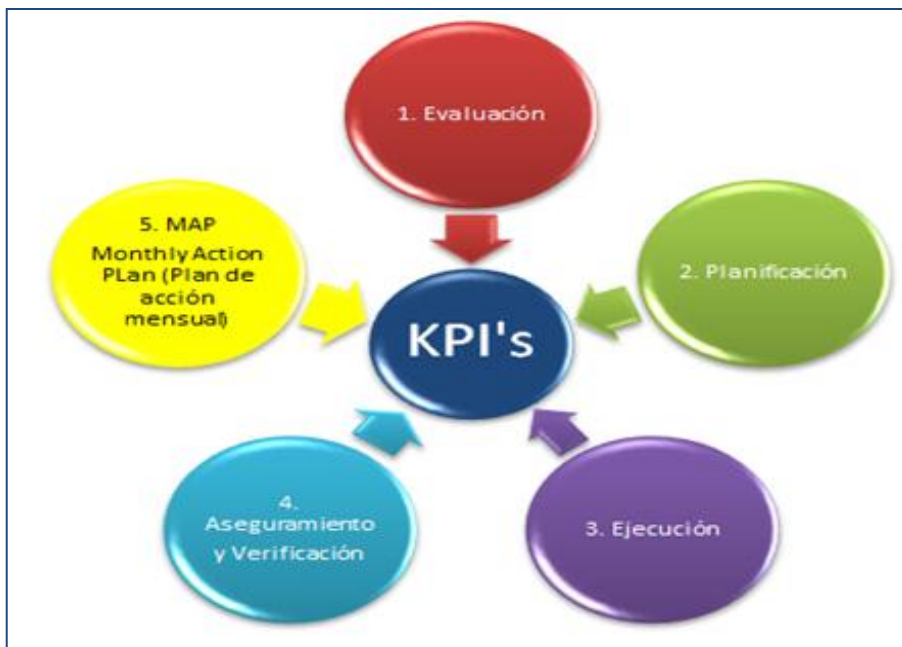 1. Evaluación
2. Planificación
3. Ejecución
4.
Aseguramiento
y Verificación
5. MAP
Monthly Action
PLan (Plan de
acción
mensual)
KPI's